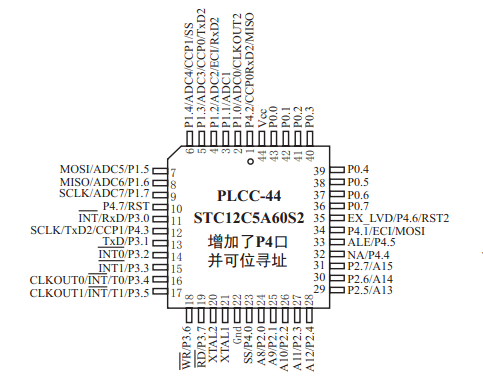 P1.4/ADC4/CCP1/SS
P1.3/ADC3/CCP0/TxD2
P1.2/ADC2/ECI/RxD2
P1.1/ADC1
P1.0/ADC0/CLKOUT2
P4.2/CCP0RxD2/MISO
Vcc
P0.0
P0.1
P0.2
P0.3
6 5 4 3 2 1 44 43 42 41 40
MOSI/ADC5/P1.5 7
MISO/ADC6/P1.6 8
SCLK/ADC7/P1.7 9
P4.7/RST 10
INT/RxD/P3.0 11
SCLK/TxD2/CCP1/P4.3 12
TxD/P3.1 13
INT0/P3.2 14
INT1/P3.3 15
CLKOUT0/INT/T0/P3.4 16
CLKOUT1/INT/T1/P3.5 17
PLCC-44
STC12C5A60S2
增加了P4口
并可位寻址
39 P0.4
38 P0.5
37 P0.6
36 P0.7
35 EX_LVD/P4.6/RST2
34 P4.1/ECI/MOSI
33 ALE/P4.5
32 NA/P4.4
31 P2.7/A15
30 P2.6/A14
29 P2.5/A13
18 19 20 21 22 23 24 25 26 27 28
WR/P3.6
RD/P3.7
XTAL2
XTAL1
Gnd
SS/P4.0
A8/P2.0
A9/P2.1
A10/P2.2
A11/P2.3
A12/P2.4